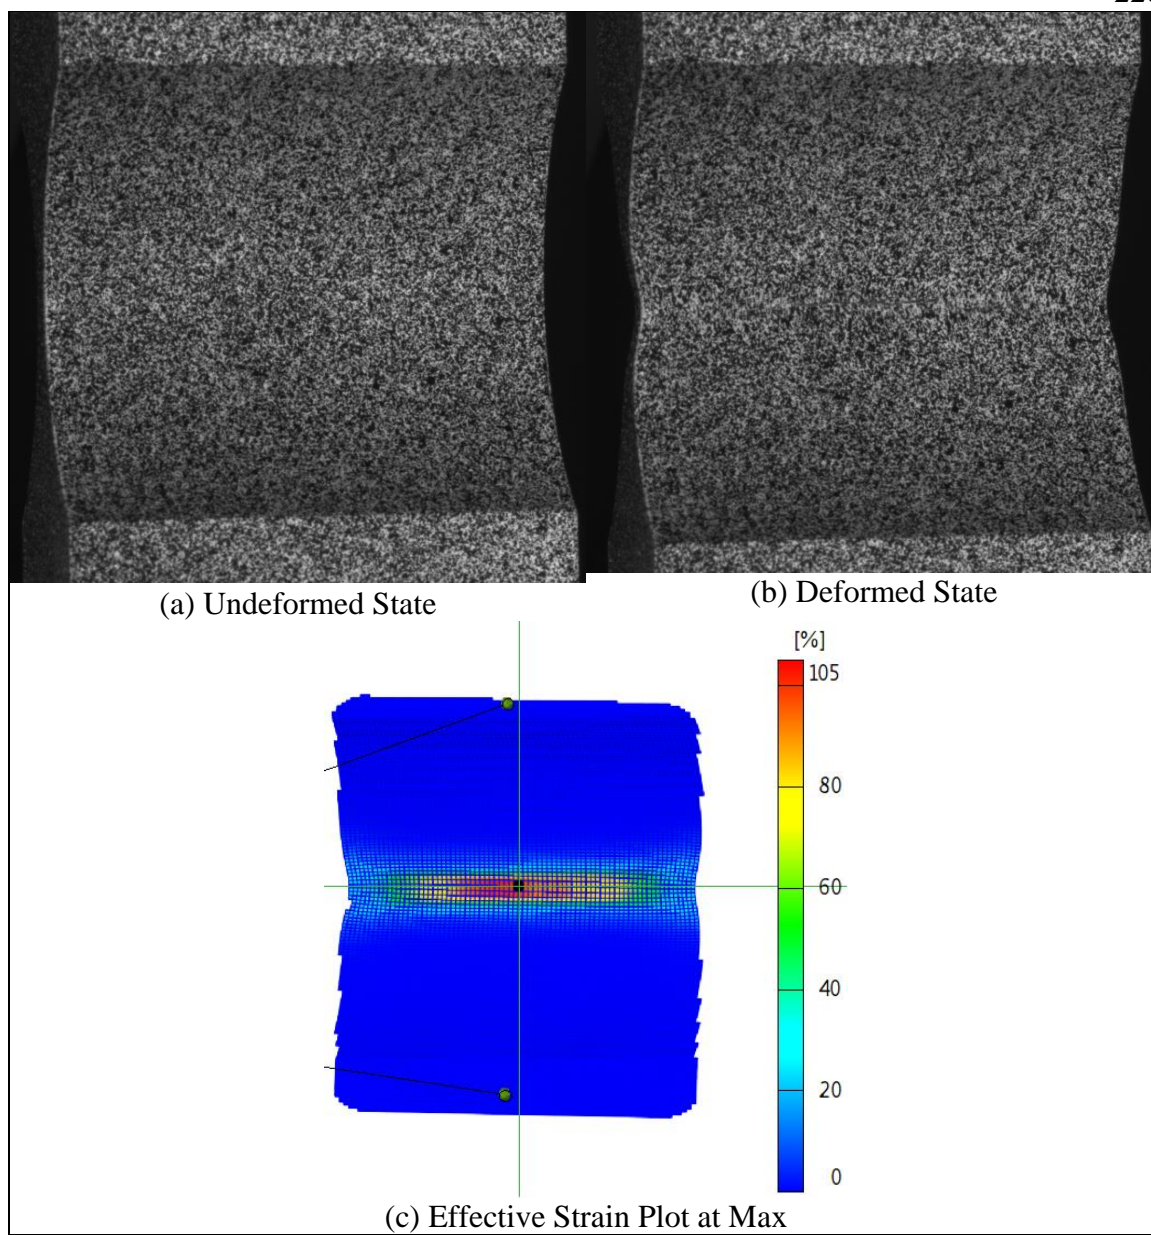 (a) Undeformed State
(b) Deformed State
[%]
105
80
60
40
20
0
(c) Effective Strain Plot at Max